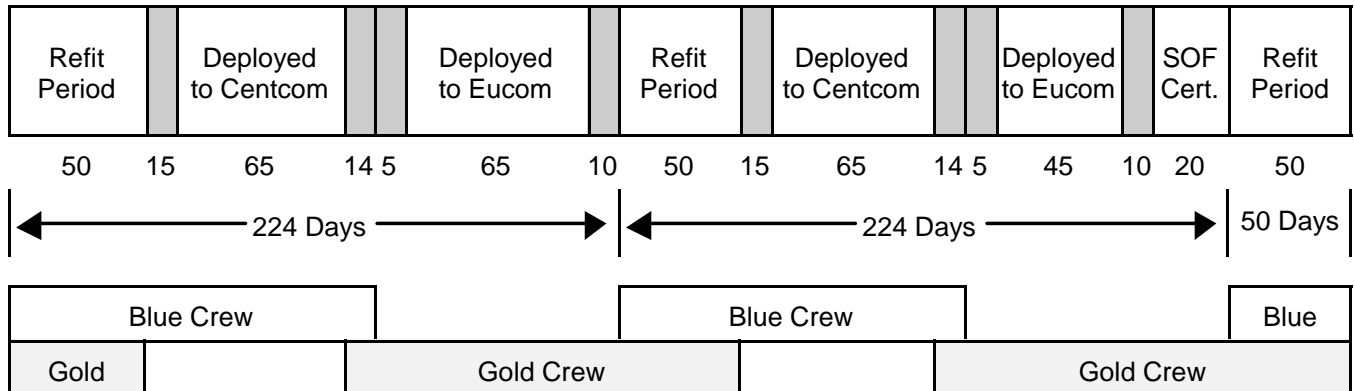 Refit Period
Deployed to Centcom
Deployed to Eucom
Refit Period
Deployed to Centcom
Deployed to Eucom
SOF Cert.
Refit Period
50 15 65 14 5 65 10 50 15 65 14 5 45 10 20 50
224 Days 224 Days 50 Days
Blue Crew Blue Crew Blue
Gold Gold Crew Gold Crew